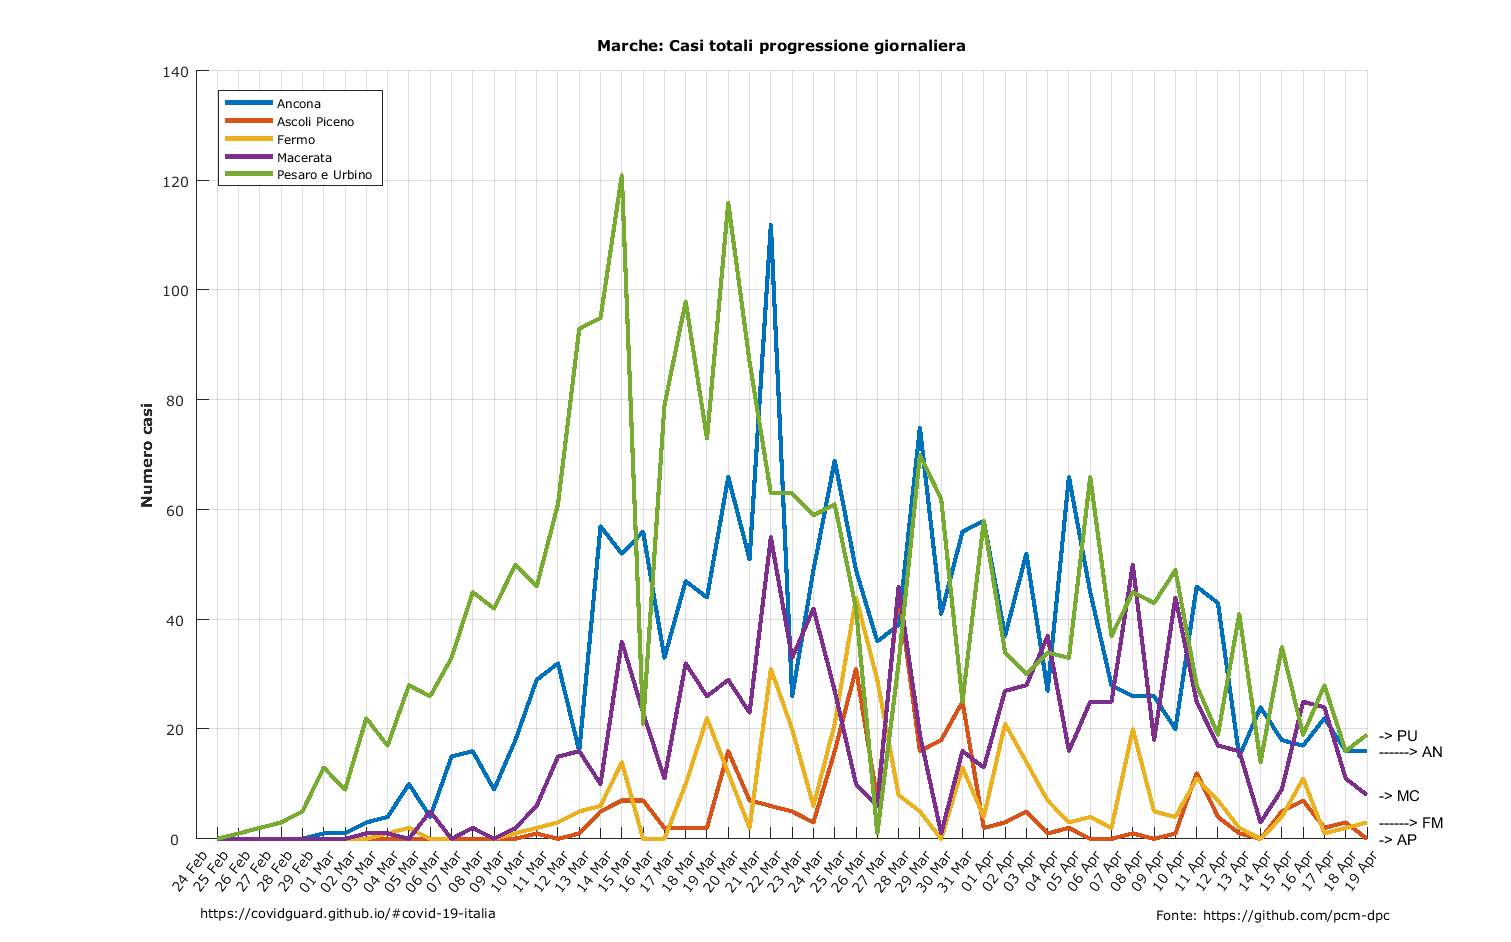 Marche: Casi totali progressione giornaliera
140
120
100
80
60
40
20
0
Numero casi
Ancona
Ascoli Piceno
Fermo
Macerata
Pesaro e Urbino
-> PU
------> AN
-> MC
------> FM
-> AP
24 Feb
25 Feb
26 Feb
27 Feb
28 Feb
29 Feb
01 Mar
02 Mar
03 Mar
04 Mar
05 Mar
06 Mar
07 Mar
08 Mar
09 Mar
10 Mar
11 Mar
12 Mar
13 Mar
14 Mar
15 Mar
16 Mar
17 Mar
18 Mar
19 Mar
20 Mar
21 Mar
22 Mar
23 Mar
24 Mar
25 Mar
26 Mar
27 Mar
28 Mar
29 Mar
30 Mar
31 Mar
01 Apr
02 Apr
03 Apr
04 Apr
05 Apr
06 Apr
07 Apr
08 Apr
09 Apr
10 Apr
11 Apr
12 Apr
13 Apr
14 Apr
15 Apr
16 Apr
17 Apr
18 Apr
19 Apr
https://covidguard.github.io/#covid-19-italia
Fonte: https://github.com/pcm-dpc